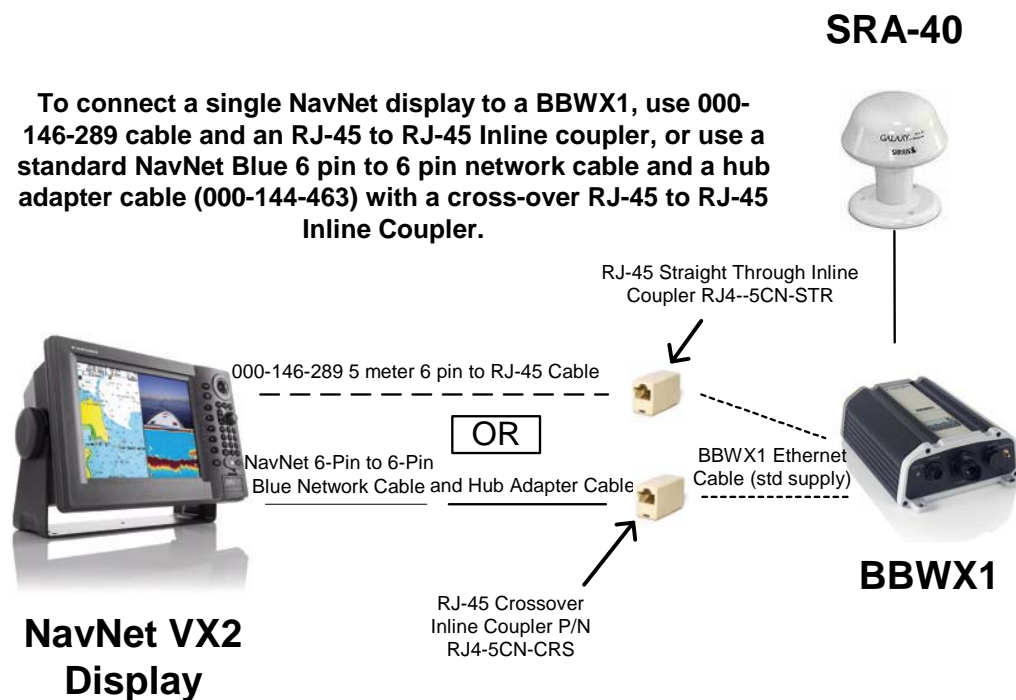 SRA-40
To connect a single NavNet display to a BBWX1, use 000-
146-289 cable and an RJ-45 to RJ-45 Inline coupler, or use a
standard NavNet Blue 6 pin to 6 pin network cable and a hub
adapter cable (000-144-463) with a cross-over RJ-45 to RJ-45
Inline Coupler.
GALAXY
SIRIUS
RJ-45 Straight Through Inline
Coupler RJ4--5CN-STR
000-146-289 5 meter 6 pin to RJ-45 Cable
OR
NavNet 6-Pin to 6-Pin
Blue Network Cable and Hub Adapter Cable
BBWX1 Ethernet
Cable (std supply)
BBWX1
RJ-45 Crossover
Inline Coupler P/N
RJ4-5CN-CRS
NavNet VX2
Display